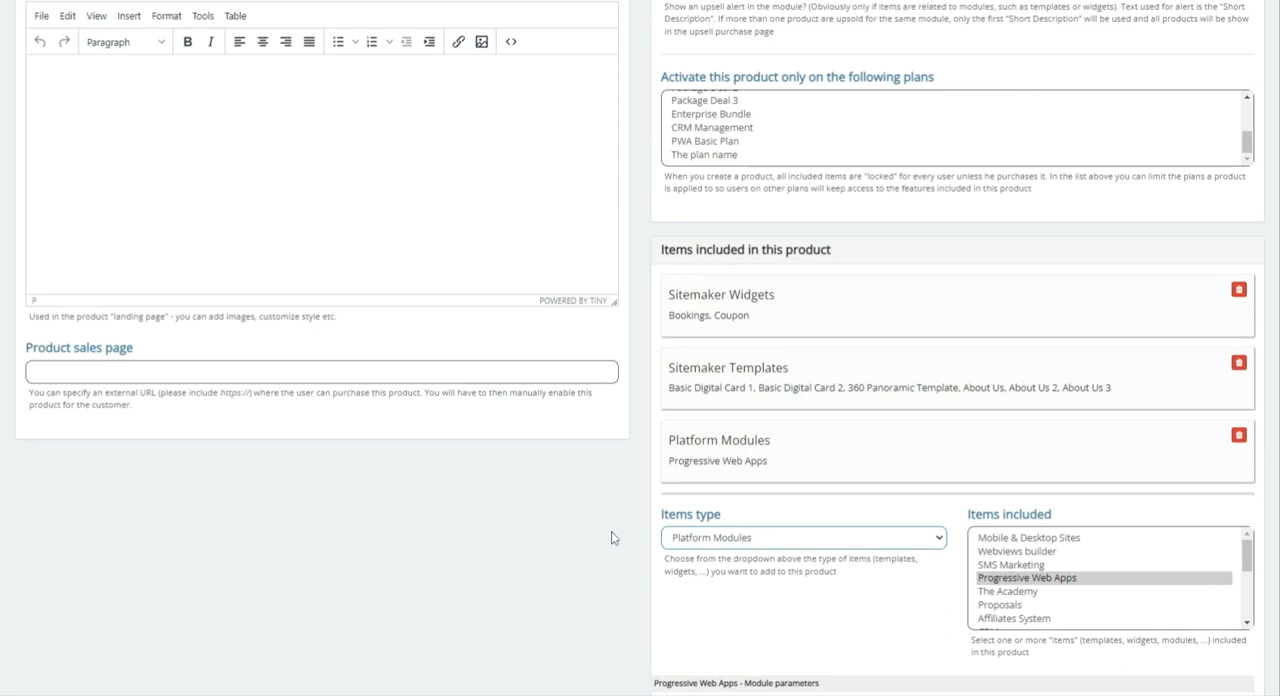 File Edit View Insert Format Tools Table
Paragraph B I
P POWERED BY TINY
Used in the product "landing page" - you can add images, customize style etc.
Product sales page
You can specify an external URL (please include https://) where the user can purchase this product. You will have to then manually enable this
product for the customer.
Show an upsell alert in the module? (Obviously only if items are related to modules, such as templates or widgets). Text used for alert is the "Short
Description". If more than one product are upsold for the same module, only the first "Short Description" will be used and all products will be show
in the upsell purchase page
Activate this product only on the following plans
Package Deal 3
Enterprise Bundle
CRM Management
PWA Basic Plan
The plan name
When you create a product, all included items are "locked" for every user unless he purchases it. In the list above you can limit the plans a product
is applied to so users on other plans will keep access to the features included in this product
Items included in this product
Sitemaker Widgets
Bookings, Coupon
Sitemaker Templates
Basic Digital Card 1, Basic Digital Card 2, 360 Panoramic Template, About Us, About Us 2, About Us 3
Platform Modules
Progressive Web Apps
Items type
Platform Modules
Choose from the dropdown above the type of items (templates,
widgets, ...) you want to add to this product
Items included
Mobile & Desktop Sites
Webviews builder
SMS Marketing
Progressive Web Apps
The Academy
Proposals
Affiliates System
Select one or more "items" (templates, widgets, modules, ...) included
in this product
Progressive Web Apps - Module parameters